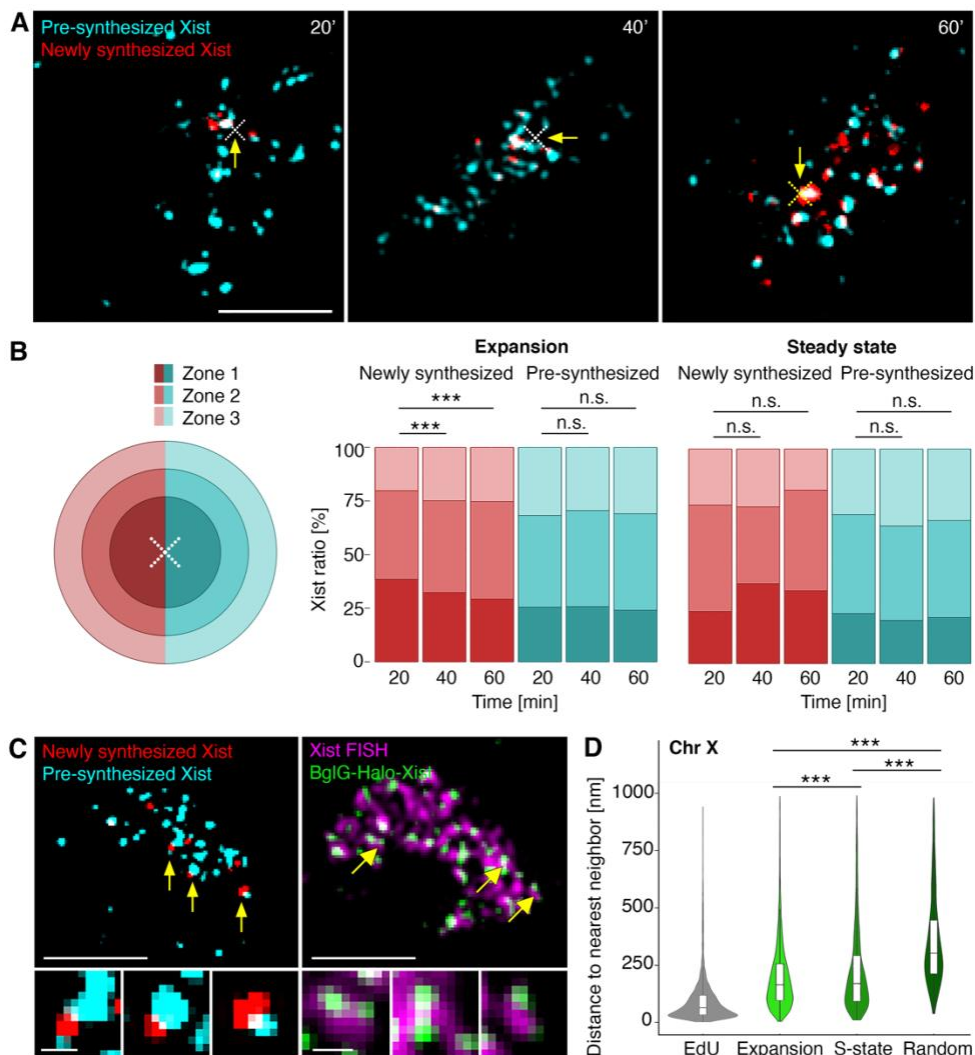 A
Pre-synthesized Xist
Newly synthesized Xist
20'
40'
60'
B
Zone 1
Zone 2
Zone 3
Expansion
Newly synthesized Pre-synthesized
*** n.s.
*** n.s.
Steady state
Newly synthesized Pre-synthesized
n.s. n.s.
n.s. n.s.
Xist ratio [%]
100
75
50
25
0
20 40 60 20 40 60
Time [min]
20 40 60 20 40 60
Time [min]
C
Newly synthesized Xist
Pre-synthesized Xist
Xist FISH
BglG-Halo-Xist
D
Chr X
***
*** ***
Distance to nearest neighbor [nm]
1000
750
500
250
0
EdU Expansion S-state Random